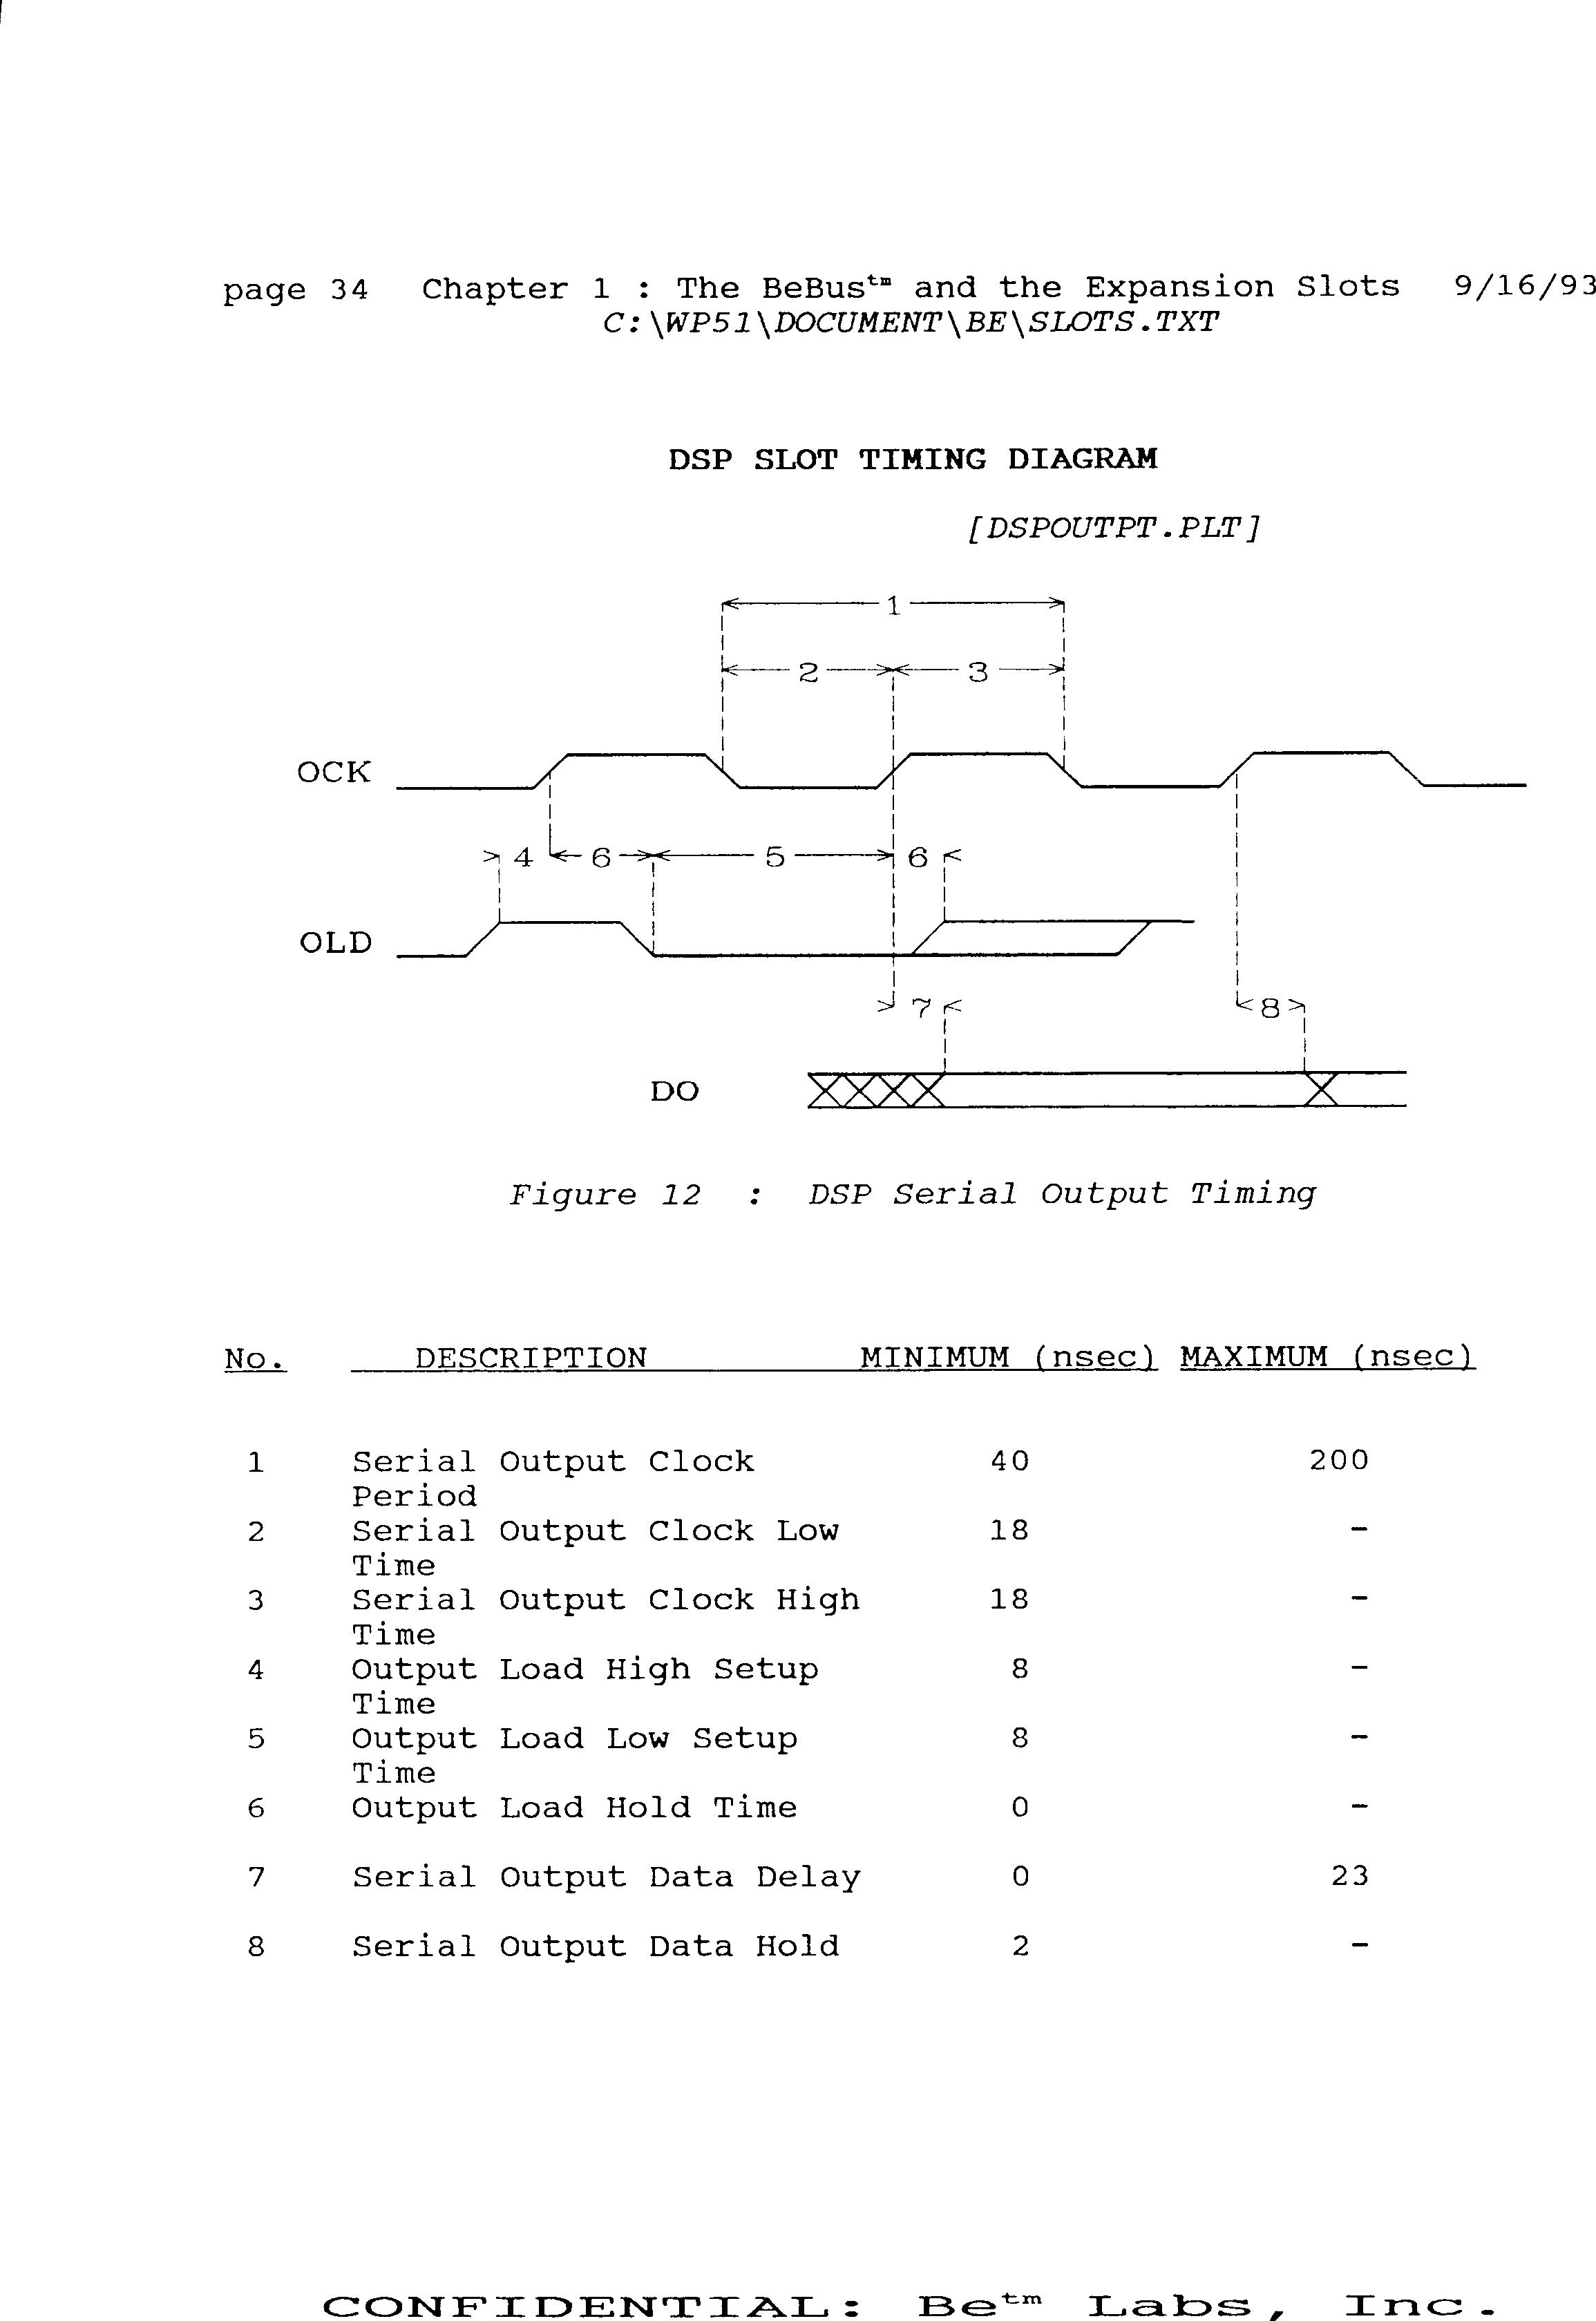 page 34 Chapter 1 : The BeBus™ and the Expansion Slots 9/16/93
C:\WP51\DOCUMENT\BE\SLOTS.TXT
DSP SLOT TIMING DIAGRAM
[DSPOUTPT.PLT]
1
2 3
OCK
4 6 5 6
OLD
7 8
DO
Figure 12 : DSP Serial Output Timing
No. DESCRIPTION MINIMUM (nsec) MAXIMUM (nsec)
1 Serial Output Clock 40 200
Period
2 Serial Output Clock Low 18 -
Time
3 Serial Output Clock High 18 -
Time
4 Output Load High Setup 8 -
Time
5 Output Load Low Setup 8 -
Time
6 Output Load Hold Time 0 -
7 Serial Output Data Delay 0 23
8 Serial Output Data Hold 2 -
CONFIDENTIAL: Be™ Labs, Inc.